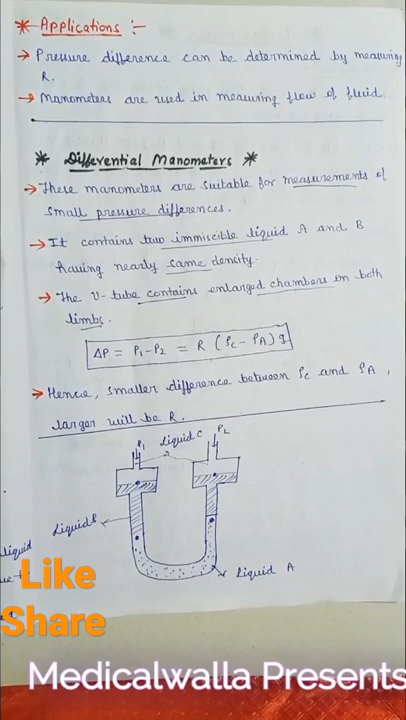 * Applications :-
→ Pressure difference can be determined by measuring
R.
→ Manometers are used in measuring flow of fluid.
* Differential Manometers *
→ These manometers are suitable for measurements of
small pressure differences.
→ It contains two immiscible liquid A and B
having nearly same density.
→ The U-tube contains enlarged chambers on both
limbs.
ΔP = P₁-P₂ = R (ρc - ρA) g
→ Hence, smaller difference between ρc and ρA,
larger will be R.
P₁ Liquid C P₂
Liquid B
liquid
Liquid A
Like
Share
Medicalwalla Presents